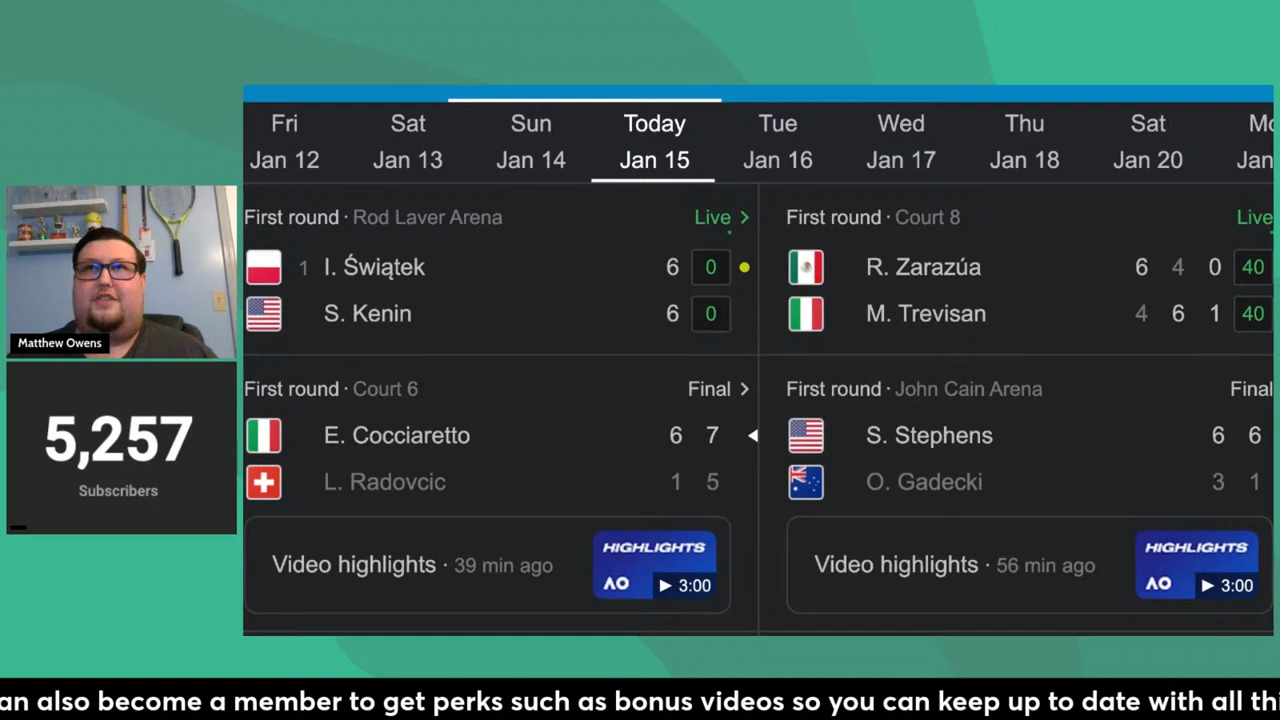 Fri Sat Sun Today Tue Wed Thu Sat Mo
Jan 12 Jan 13 Jan 14 Jan 15 Jan 16 Jan 17 Jan 18 Jan 20 Jan
First round · Rod Laver Arena Live
1 I. Świątek 6 0
S. Kenin 6 0
First round · Court 8 Live
R. Zarazúa 6 4 0 40
M. Trevisan 4 6 1 40
First round · Court 6 Final
E. Cocciaretto 6 7
L. Radovcic 1 5
Video highlights · 39 min ago
HIGHLIGHTS
AO 3:00
First round · John Cain Arena Final
S. Stephens 6 6
O. Gadecki 3 1
Video highlights · 56 min ago
HIGHLIGHTS
AO 3:00
Matthew Owens
5,257
Subscribers
an also become a member to get perks such as bonus videos so you can keep up to date with all thi